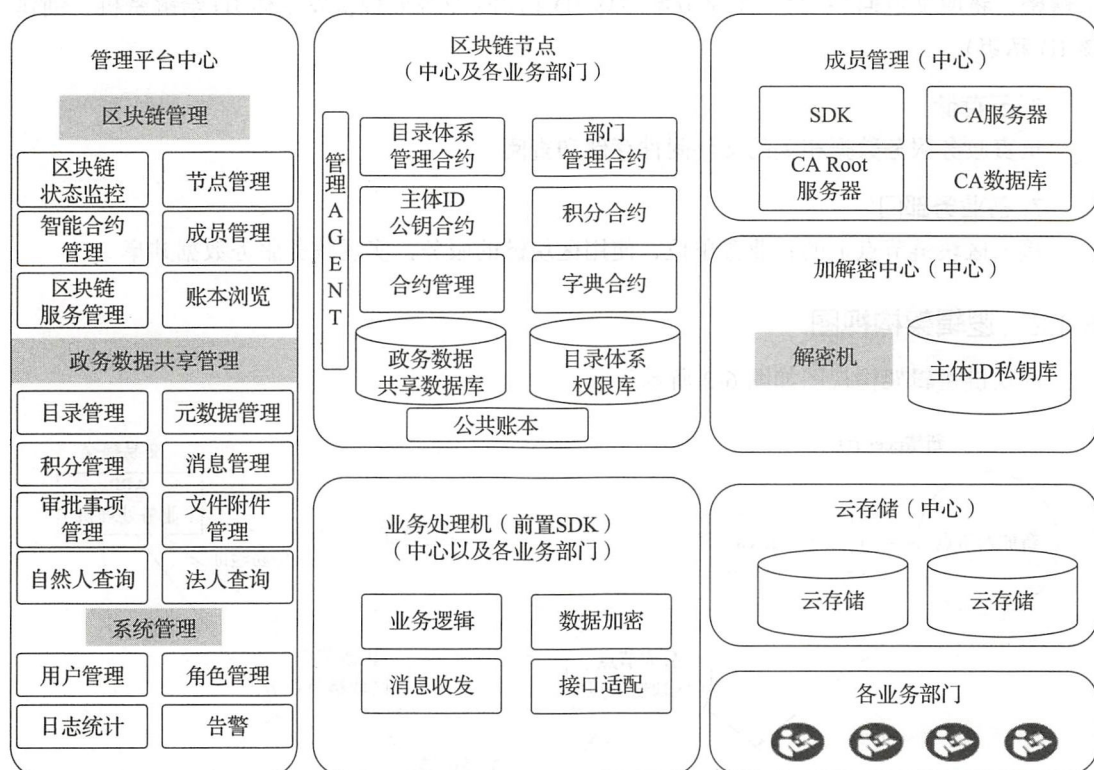 管理平台中心
区块链管理
区块链
状态监控
节点管理
智能合约
管理
成员管理
区块链
服务管理
账本浏览
政务数据共享管理
目录管理
元数据管理
积分管理
消息管理
审批事项
管理
文件附件
管理
自然人查询
法人查询
系统管理
用户管理
角色管理
日志统计
告警
区块链节点
（中心及各业务部门）
管理AGENT
目录体系
管理合约
部门
管理合约
主体ID
公钥合约
积分合约
合约管理
字典合约
政务数据
共享数据库
目录体系
权限库
公共账本
业务处理机（前置SDK）
（中心以及各业务部门）
业务逻辑
数据加密
消息收发
接口适配
成员管理（中心）
SDK
CA服务器
CA Root
服务器
CA数据库
加解密中心（中心）
解密机
主体ID私钥库
云存储（中心）
云存储
云存储
各业务部门